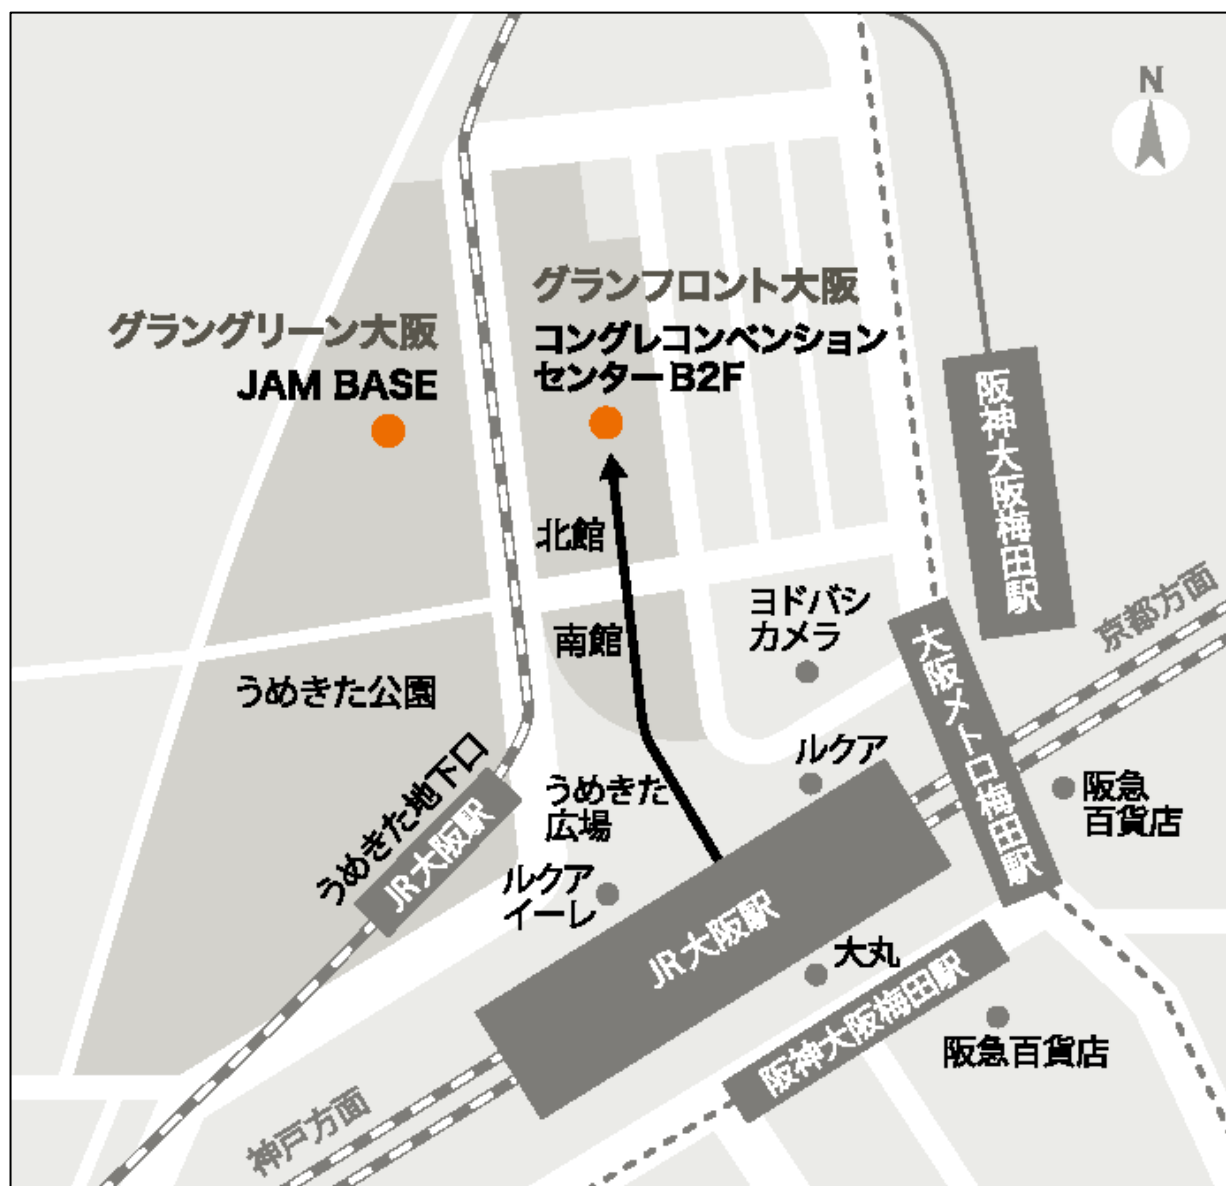 N
グランフロント大阪
コングレコンベンション
センターB2F
グラングリーン大阪
JAM BASE
阪神大阪梅田駅
北館
南館
ヨドバシ
カメラ
京都方面
大阪メトロ梅田駅
うめきた公園
うめきた地下口
JR大阪駅
うめきた
広場
ルクア
阪急
百貨店
ルクア
イーレ
JR大阪駅
大丸
阪神大阪梅田駅
阪急百貨店
神戸方面